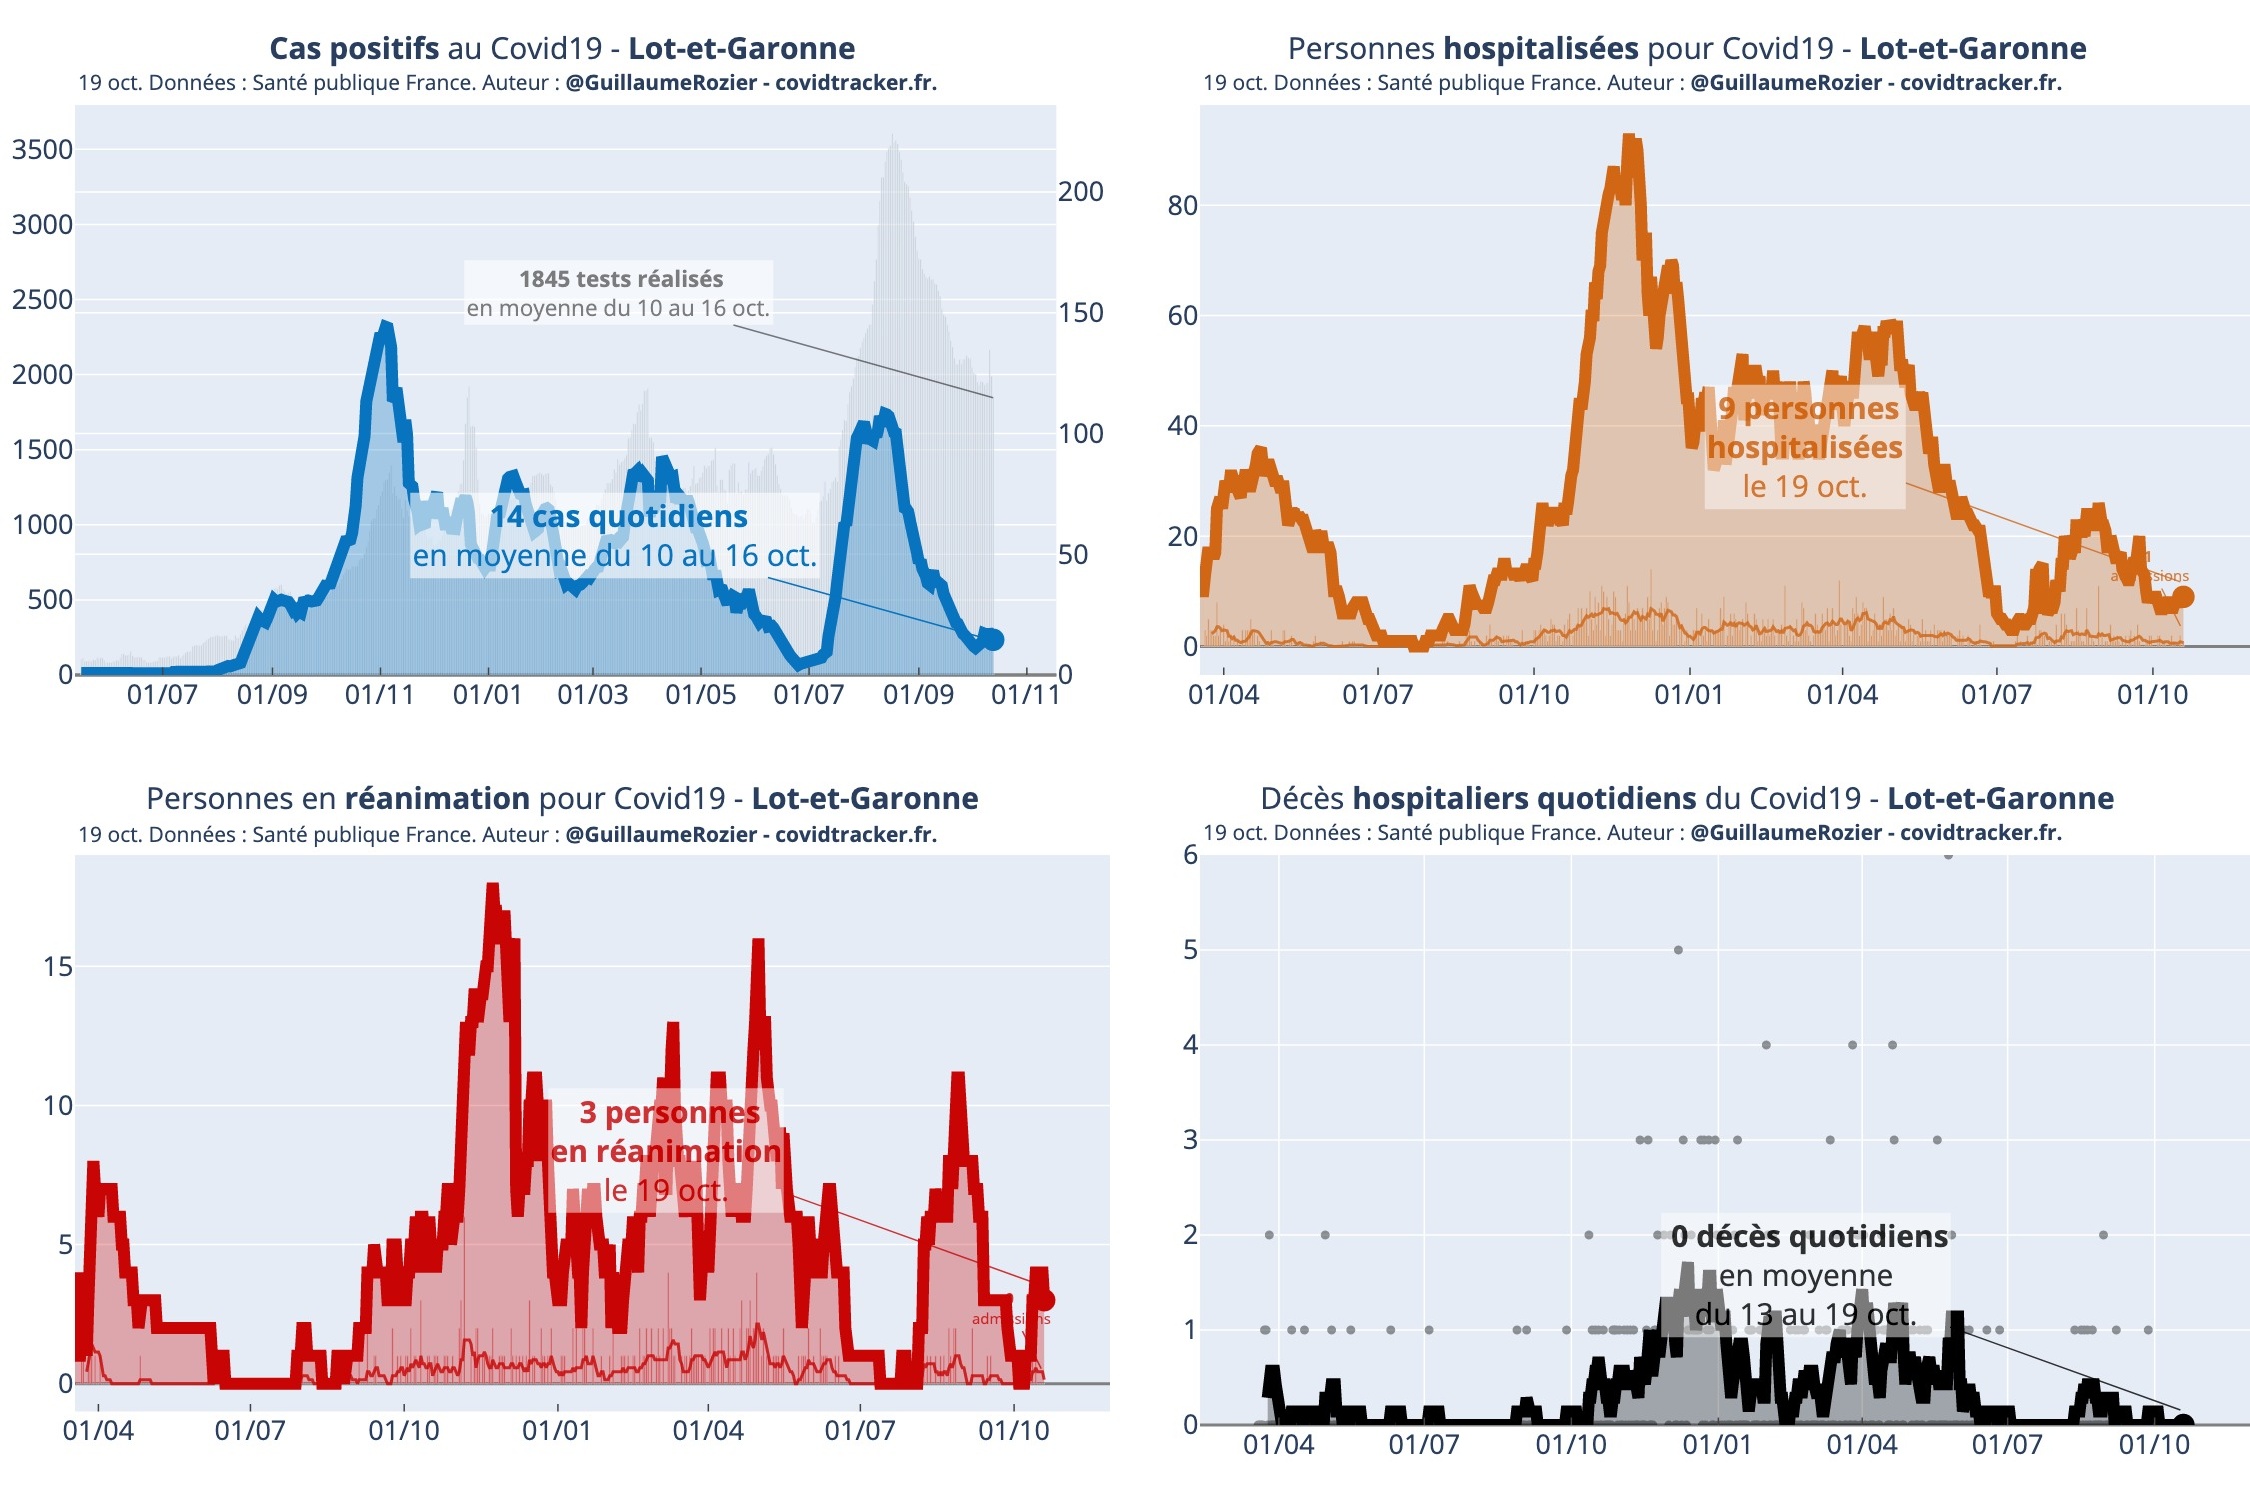 Cas positifs au Covid19 - Lot-et-Garonne
19 oct. Données : Santé publique France. Auteur : @GuillaumeRozier - covidtracker.fr.
3500
3000
2500
2000
1500
1000
500
0
200
150
100
50
0
1845 tests réalisés
en moyenne du 10 au 16 oct.
14 cas quotidiens
en moyenne du 10 au 16 oct.
01/07 01/09 01/11 01/01 01/03 01/05 01/07 01/09 01/11
Personnes hospitalisées pour Covid19 - Lot-et-Garonne
19 oct. Données : Santé publique France. Auteur : @GuillaumeRozier - covidtracker.fr.
80
60
40
20
0
9 personnes
hospitalisées
le 19 oct.
1
admissions
01/04 01/07 01/10 01/01 01/04 01/07 01/10
Personnes en réanimation pour Covid19 - Lot-et-Garonne
19 oct. Données : Santé publique France. Auteur : @GuillaumeRozier - covidtracker.fr.
15
10
5
0
3 personnes
en réanimation
le 19 oct.
admissions
01/04 01/07 01/10 01/01 01/04 01/07 01/10
Décès hospitaliers quotidiens du Covid19 - Lot-et-Garonne
19 oct. Données : Santé publique France. Auteur : @GuillaumeRozier - covidtracker.fr.
6
5
4
3
2
1
0
0 décès quotidiens
en moyenne
du 13 au 19 oct.
01/04 01/07 01/10 01/01 01/04 01/07 01/10